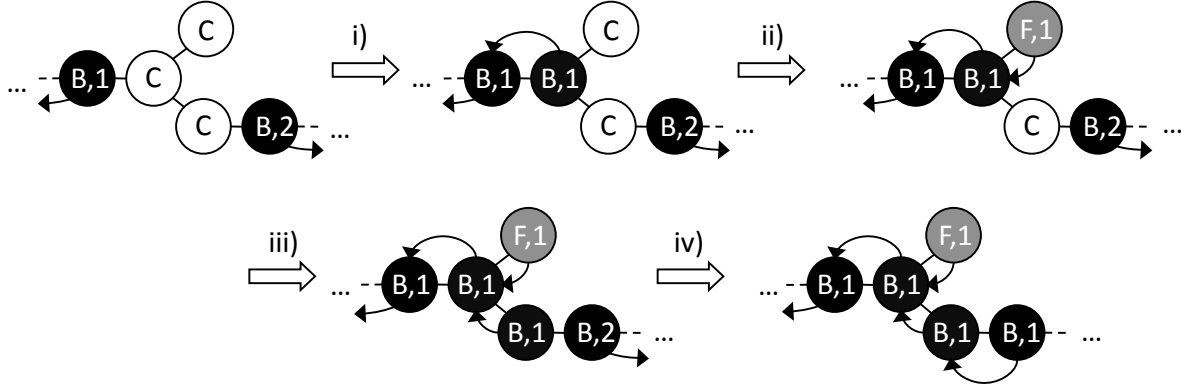 C
i)
C
ii)
F,1
... B,1 C ... B,1 B,1 ... B,1 B,1
C B,2 ... C B,2 ... C B,2 ...
iii)
F,1
iv)
F,1
... B,1 B,1 ... B,1 B,1
B,1 B,2 ... B,1 B,1 ...